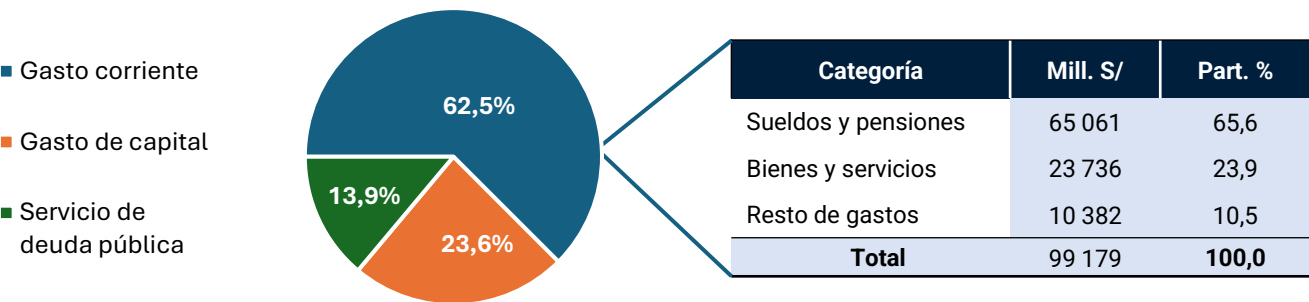 Gasto corriente
Gasto de capital
Servicio de
deuda pública
62,5%
13,9%
23,6%
Categoría Mill. S/ Part. %
Sueldos y pensiones 65 061 65,6
Bienes y servicios 23 736 23,9
Resto de gastos 10 382 10,5
Total 99 179 100,0